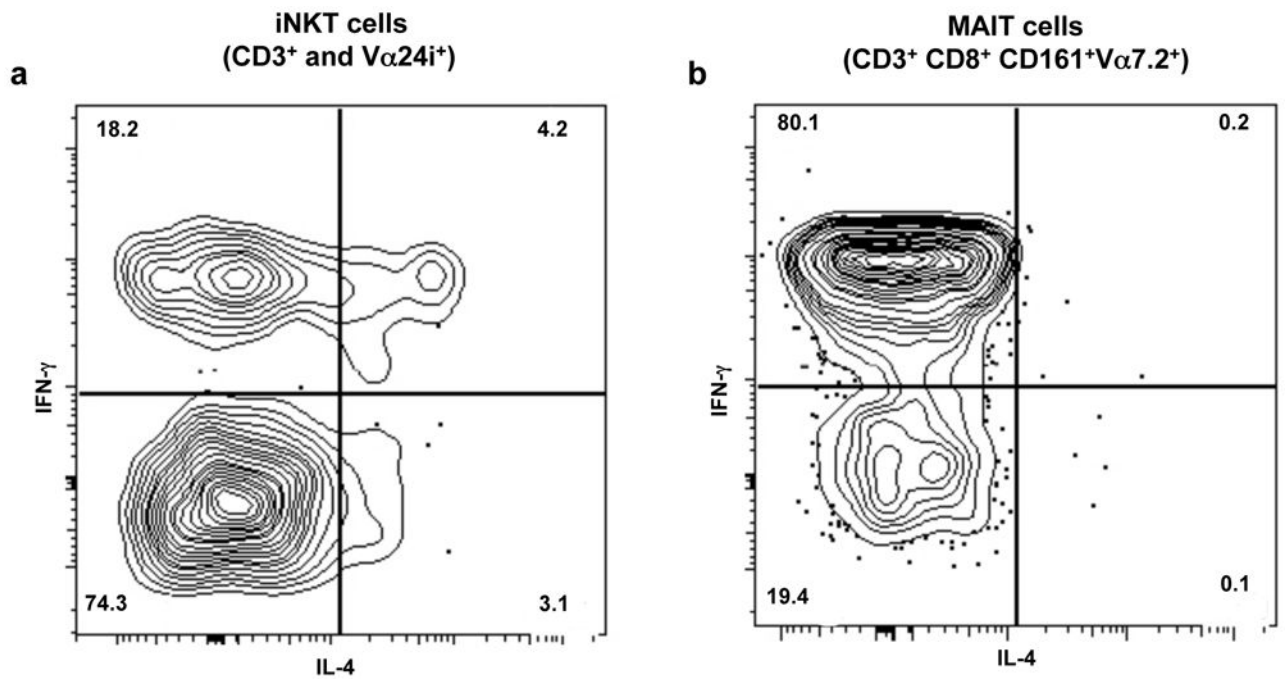 iNKT cells
(CD3⁺ and Vα24i⁺)
a
18.2
4.2
IFN-γ
74.3
3.1
IL-4
MAIT cells
(CD3⁺ CD8⁺ CD161⁺Vα7.2⁺)
b
80.1
0.2
IFN-γ
19.4
0.1
IL-4